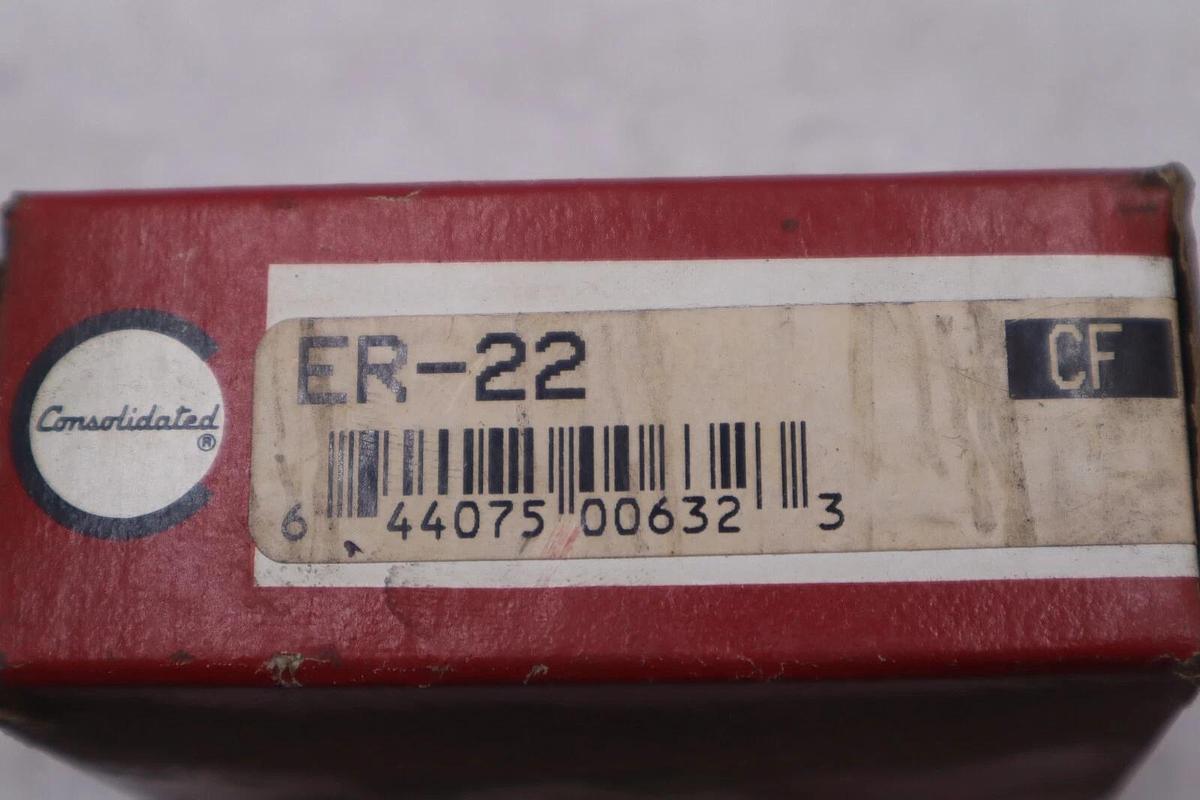 Consolidated
®
ER-22
CF
6 44075 00632 3